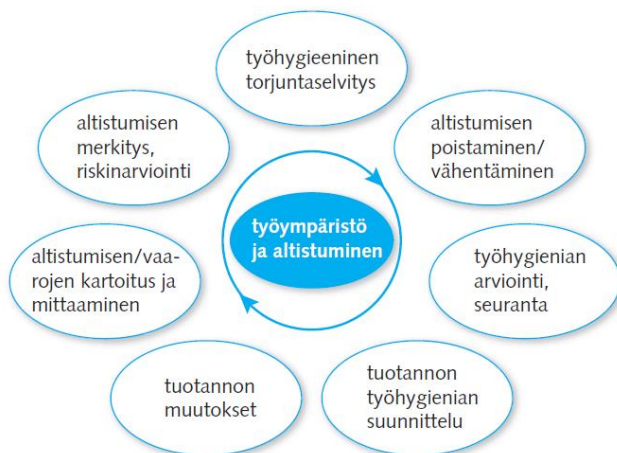 työhygieeninen
torjuntaselvitys
altistumisen
merkitys,
riskinarviointi
altistumisen
poistaminen/
vähentäminen
työympäristö
ja altistuminen
altistumisen/vaa-
rojen kartoitus ja
mittaaminen
työhygienian
arviointi,
seuranta
tuotannon
muutokset
tuotannon
työhygienian
suunnittelu